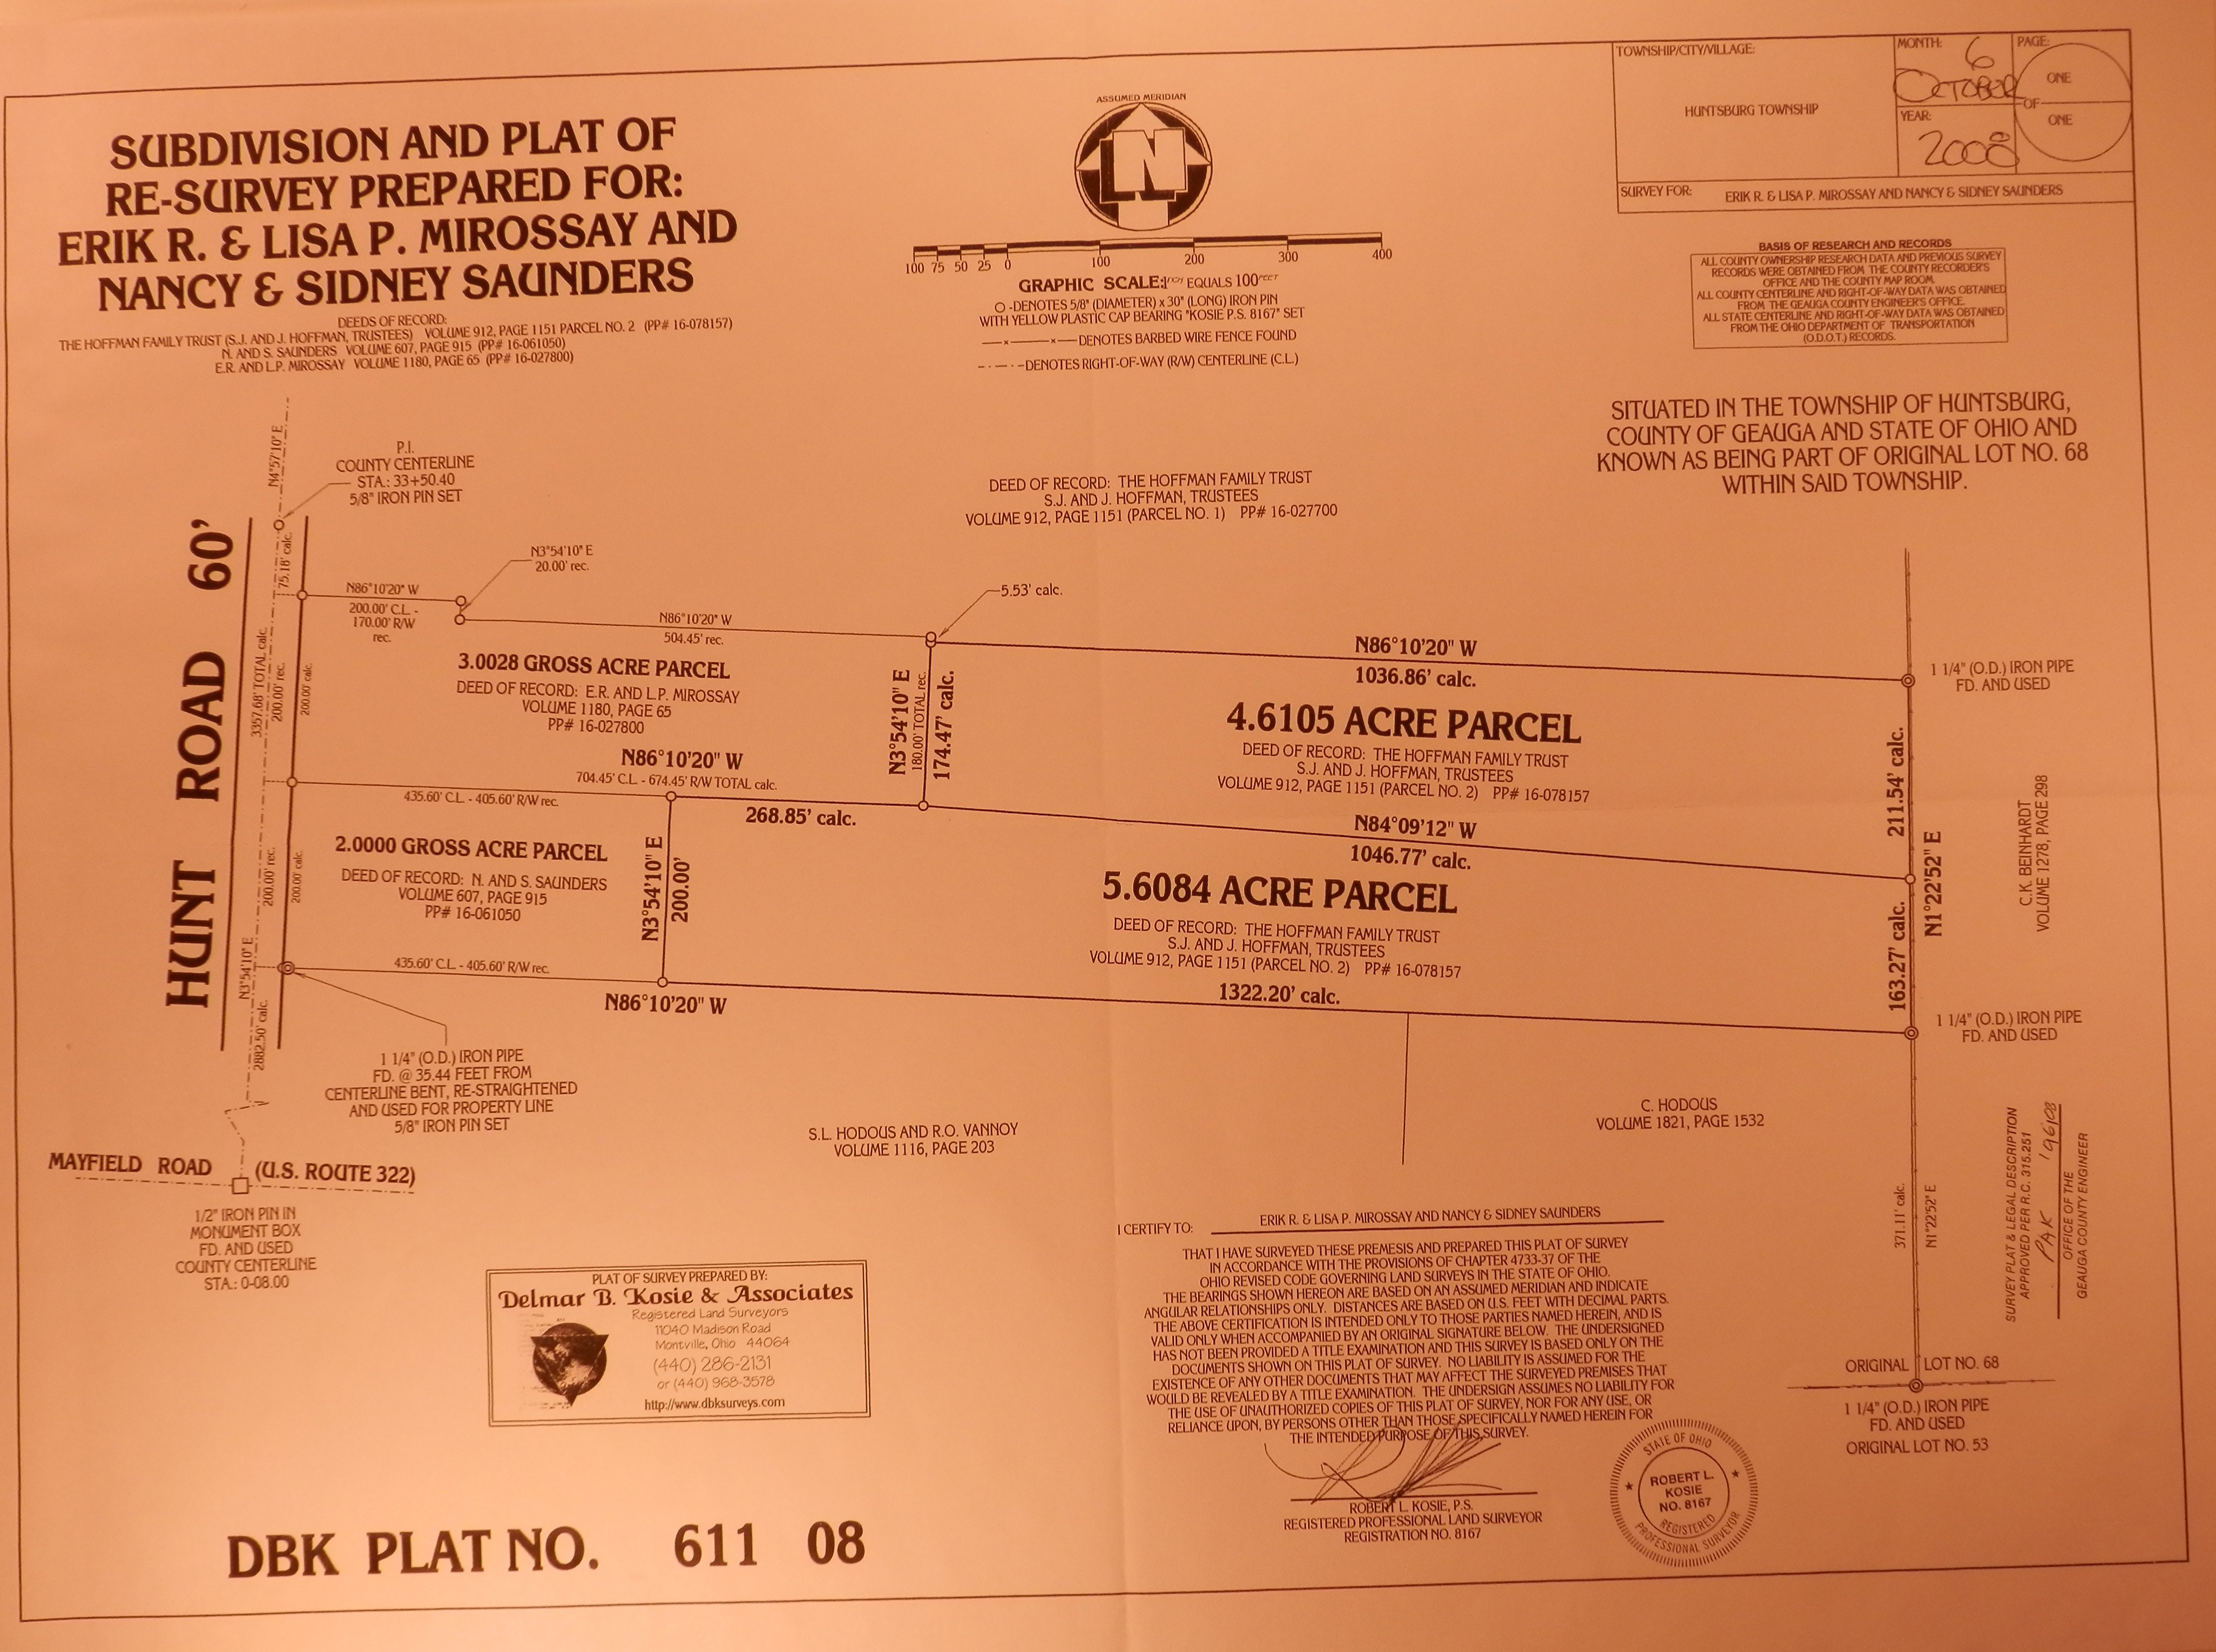 TOWNSHIP/CITY/VILLAGE:
HUNTSBURG TOWNSHIP
MONTH: 6
OCTOBER
YEAR:
2008
PAGE:
ONE
OF
ONE
SURVEY FOR: ERIK R. & LISA P. MIROSSAY AND NANCY & SIDNEY SAUNDERS
SUBDIVISION AND PLAT OF
RE-SURVEY PREPARED FOR:
ERIK R. & LISA P. MIROSSAY AND
NANCY & SIDNEY SAUNDERS
DEEDS OF RECORD:
THE HOFFMAN FAMILY TRUST (S.J. AND J. HOFFMAN, TRUSTEES) VOLUME 912, PAGE 1151 PARCEL NO. 2 (PP# 16-078157)
N. AND S. SAUNDERS VOLUME 607, PAGE 915 (PP# 16-061050)
E.R. AND L.P. MIROSSAY VOLUME 1180, PAGE 65 (PP# 16-027800)
ASSUMED MERIDIAN
N
100 75 50 25 0 100 200 300 400
GRAPHIC SCALE: 1 INCH EQUALS 100 FEET
O -DENOTES 5/8" (DIAMETER) x 30" (LONG) IRON PIN
WITH YELLOW PLASTIC CAP BEARING "KOSIE P.S. 8167" SET
—x———x—DENOTES BARBED WIRE FENCE FOUND
-·-·-DENOTES RIGHT-OF-WAY (R/W) CENTERLINE (C.L.)
BASIS OF RESEARCH AND RECORDS
ALL COUNTY OWNERSHIP RESEARCH DATA AND PREVIOUS SURVEY
RECORDS WERE OBTAINED FROM THE COUNTY RECORDER'S
OFFICE AND THE COUNTY MAP ROOM.
ALL COUNTY CENTERLINE AND RIGHT-OF-WAY DATA WAS OBTAINED
FROM THE GEAUGA COUNTY ENGINEER'S OFFICE.
ALL STATE CENTERLINE AND RIGHT-OF-WAY DATA WAS OBTAINED
FROM THE OHIO DEPARTMENT OF TRANSPORTATION
(O.D.O.T.) RECORDS.
SITUATED IN THE TOWNSHIP OF HUNTSBURG,
COUNTY OF GEAUGA AND STATE OF OHIO AND
KNOWN AS BEING PART OF ORIGINAL LOT NO. 68
WITHIN SAID TOWNSHIP.
N4°57'10" E
P.I.
COUNTY CENTERLINE
STA.: 33+50.40
5/8" IRON PIN SET
DEED OF RECORD: THE HOFFMAN FAMILY TRUST
S.J. AND J. HOFFMAN, TRUSTEES
VOLUME 912, PAGE 1151 (PARCEL NO. 1) PP# 16-027700
HUNT ROAD 60'
75.18' calc.
N3°54'10" E
20.00' rec.
N86°10'20" W
200.00' C.L. -
170.00' R/W
rec.
5.53' calc.
N86°10'20" W
504.45' rec.
N86°10'20" W
1036.86' calc.
1 1/4" (O.D.) IRON PIPE
FD. AND USED
3357.68' TOTAL calc.
200.00' rec.
200.00' calc.
3.0028 GROSS ACRE PARCEL
DEED OF RECORD: E.R. AND L.P. MIROSSAY
VOLUME 1180, PAGE 65
PP# 16-027800
N3°54'10" E
180.00' TOTAL rec.
174.47' calc.
4.6105 ACRE PARCEL
DEED OF RECORD: THE HOFFMAN FAMILY TRUST
S.J. AND J. HOFFMAN, TRUSTEES
VOLUME 912, PAGE 1151 (PARCEL NO. 2) PP# 16-078157
211.54' calc.
C.K. BEINHARDT
VOLUME 1278, PAGE 298
N86°10'20" W
704.45' C.L. - 674.45' R/W TOTAL calc.
435.60' C.L. - 405.60' R/W rec.
268.85' calc.
N84°09'12" W
1046.77' calc.
N1°22'52" E
200.00' rec.
200.00' calc.
2.0000 GROSS ACRE PARCEL
DEED OF RECORD: N. AND S. SAUNDERS
VOLUME 607, PAGE 915
PP# 16-061050
N3°54'10" E
200.00'
5.6084 ACRE PARCEL
DEED OF RECORD: THE HOFFMAN FAMILY TRUST
S.J. AND J. HOFFMAN, TRUSTEES
VOLUME 912, PAGE 1151 (PARCEL NO. 2) PP# 16-078157
163.27' calc.
N3°54'10" E
2882.50' calc.
435.60' C.L. - 405.60' R/W rec.
N86°10'20" W
1322.20' calc.
1 1/4" (O.D.) IRON PIPE
FD. AND USED
1 1/4" (O.D.) IRON PIPE
FD. @ 35.44 FEET FROM
CENTERLINE BENT, RE-STRAIGHTENED
AND USED FOR PROPERTY LINE
5/8" IRON PIN SET
S.L. HODOUS AND R.O. VANNOY
VOLUME 1116, PAGE 203
C. HODOUS
VOLUME 1821, PAGE 1532
MAYFIELD ROAD (U.S. ROUTE 322)
1/2" IRON PIN IN
MONUMENT BOX
FD. AND USED
COUNTY CENTERLINE
STA.: 0-08.00
371.11' calc.
N1°22'52" E
SURVEY PLAT & LEGAL DESCRIPTION
APPROVED PER R.C. 315.251
PAK
OFFICE OF THE
GEAUGA COUNTY ENGINEER
I CERTIFY TO: ERIK R. & LISA P. MIROSSAY AND NANCY & SIDNEY SAUNDERS
THAT I HAVE SURVEYED THESE PREMESIS AND PREPARED THIS PLAT OF SURVEY
IN ACCORDANCE WITH THE PROVISIONS OF CHAPTER 4733-37 OF THE
OHIO REVISED CODE GOVERNING LAND SURVEYS IN THE STATE OF OHIO.
THE BEARINGS SHOWN HEREON ARE BASED ON AN ASSUMED MERIDIAN AND INDICATE
ANGULAR RELATIONSHIPS ONLY. DISTANCES ARE BASED ON U.S. FEET WITH DECIMAL PARTS.
THE ABOVE CERTIFICATION IS INTENDED ONLY TO THOSE PARTIES NAMED HEREIN, AND IS
VALID ONLY WHEN ACCOMPANIED BY AN ORIGINAL SIGNATURE BELOW. THE UNDERSIGNED
HAS NOT BEEN PROVIDED A TITLE EXAMINATION AND THIS SURVEY IS BASED ONLY ON THE
DOCUMENTS SHOWN ON THIS PLAT OF SURVEY. NO LIABILITY IS ASSUMED FOR THE
EXISTENCE OF ANY OTHER DOCUMENTS THAT MAY AFFECT THE SURVEYED PREMISES THAT
WOULD BE REVEALED BY A TITLE EXAMINATION. THE UNDERSIGN ASSUMES NO LIABILITY FOR
THE USE OF UNAUTHORIZED COPIES OF THIS PLAT OF SURVEY, NOR FOR ANY USE, OR
RELIANCE UPON, BY PERSONS OTHER THAN THOSE SPECIFICALLY NAMED HEREIN FOR
THE INTENDED PURPOSE OF THIS SURVEY.
ROBERT L. KOSIE, P.S.
REGISTERED PROFESSIONAL LAND SURVEYOR
REGISTRATION NO. 8167
STATE OF OHIO
ROBERT L.
KOSIE
NO. 8167
REGISTERED
PROFESSIONAL SURVEYOR
ORIGINAL LOT NO. 68
1 1/4" (O.D.) IRON PIPE
FD. AND USED
ORIGINAL LOT NO. 53
PLAT OF SURVEY PREPARED BY:
Delmar B. Kosie & Associates
Registered Land Surveyors
11040 Madison Road
Montville, Ohio 44064
(440) 286-2131
or (440) 968-3578
http://www.dbksurveys.com
DBK PLAT NO. 611 08